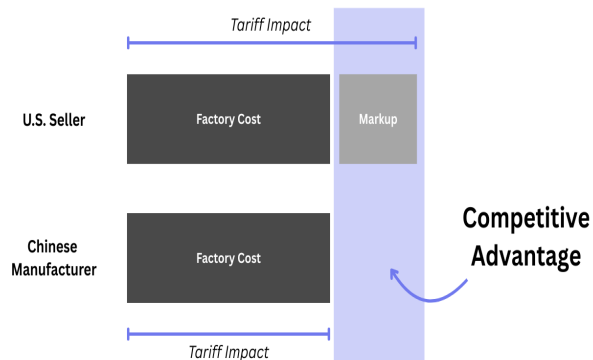 Tariff Impact
U.S. Seller
Factory Cost
Markup
Chinese
Manufacturer
Factory Cost
Competitive
Advantage
Tariff Impact